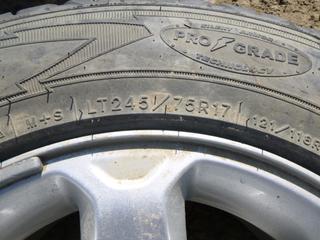 PRO GRADE
TECHNOLOGY
M+S LT245/75R17 121/118R